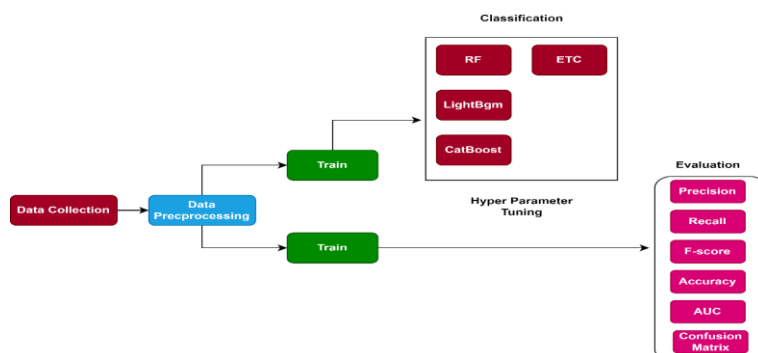 Classification
RF
ETC
LightBgm
CatBoost
Train
Evaluation
Data Collection
Data
Precprocessing
Hyper Parameter
Tuning
Train
Precision
Recall
F-score
Accuracy
AUC
Confusion
Matrix